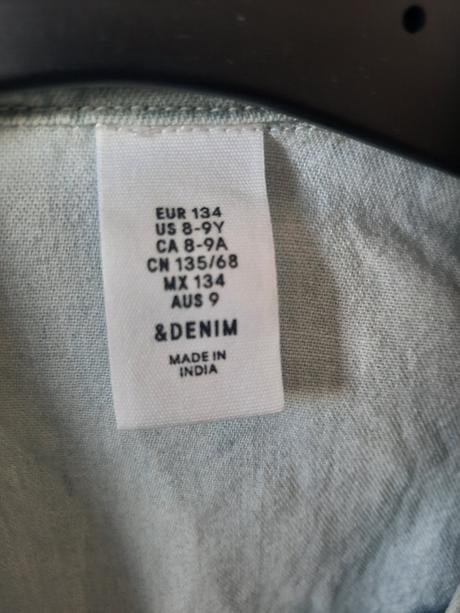 EUR 134
US 8-9Y
CA 8-9A
CN 135/68
MX 134
AUS 9
&DENIM
MADE IN
INDIA